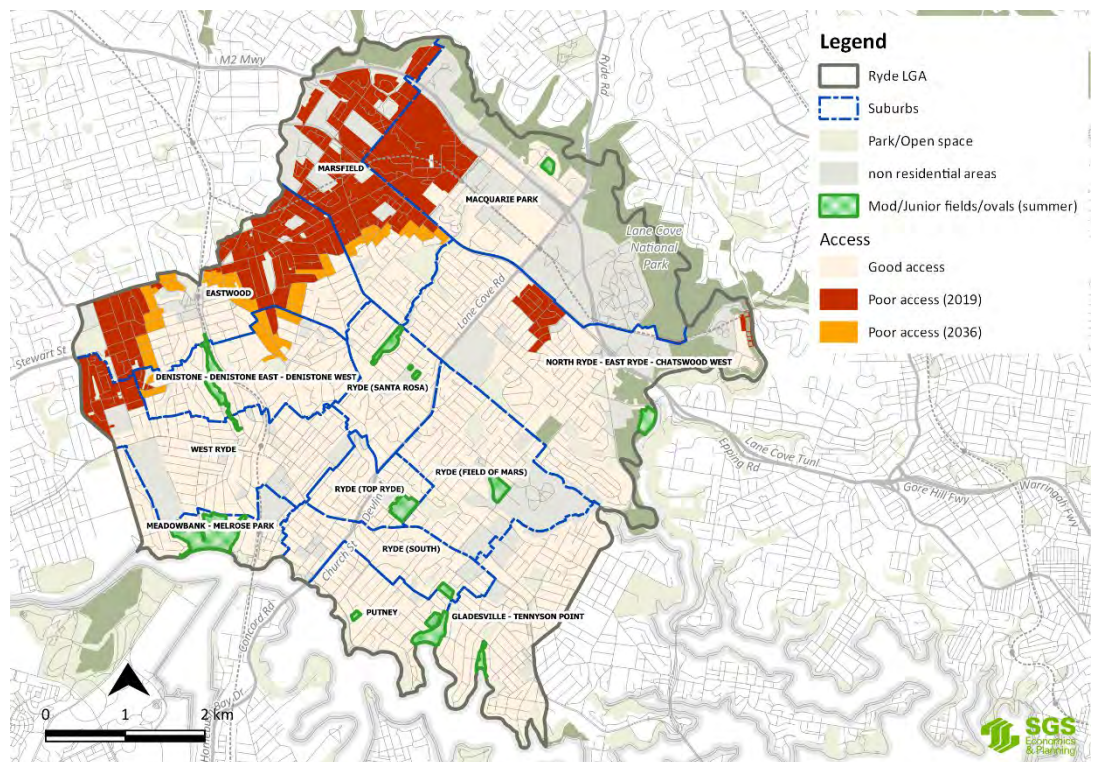 Legend
Ryde LGA
Suburbs
Park/Open space
non residential areas
Mod/Junior fields/ovals (summer)
Access
Good access
Poor access (2019)
Poor access (2036)
M2 Mwy
Ryde Rd
MARSFIELD
MACQUARIE PARK
Lane Cove
National
Park
EASTWOOD
Lane Cove Rd
Stewart St
NORTH RYDE - EAST RYDE - CHATSWOOD WEST
DENISTONE - DENISTONE EAST - DENISTONE WEST
RYDE (SANTA ROSA)
WEST RYDE
Lane Cove Tunl
Epping Rd
RYDE (FIELD OF MARS)
Gore Hill Fwy
Warringah Fwy
RYDE (TOP RYDE)
Devlin
MEADOWBANK - MELROSE PARK
RYDE (SOUTH)
Church St
PUTNEY
GLADESVILLE - TENNYSON POINT
Concord Rd
Bay Dr
0 1 2 km
SGS
Economics
& Planning